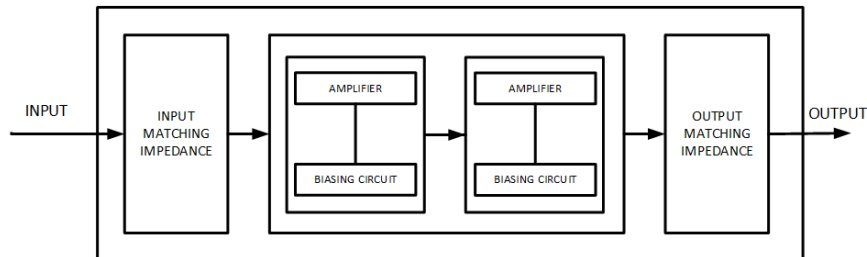 INPUT
INPUT
MATCHING
IMPEDANCE
AMPLIFIER
BIASING CIRCUIT
AMPLIFIER
BIASING CIRCUIT
OUTPUT
MATCHING
IMPEDANCE
OUTPUT